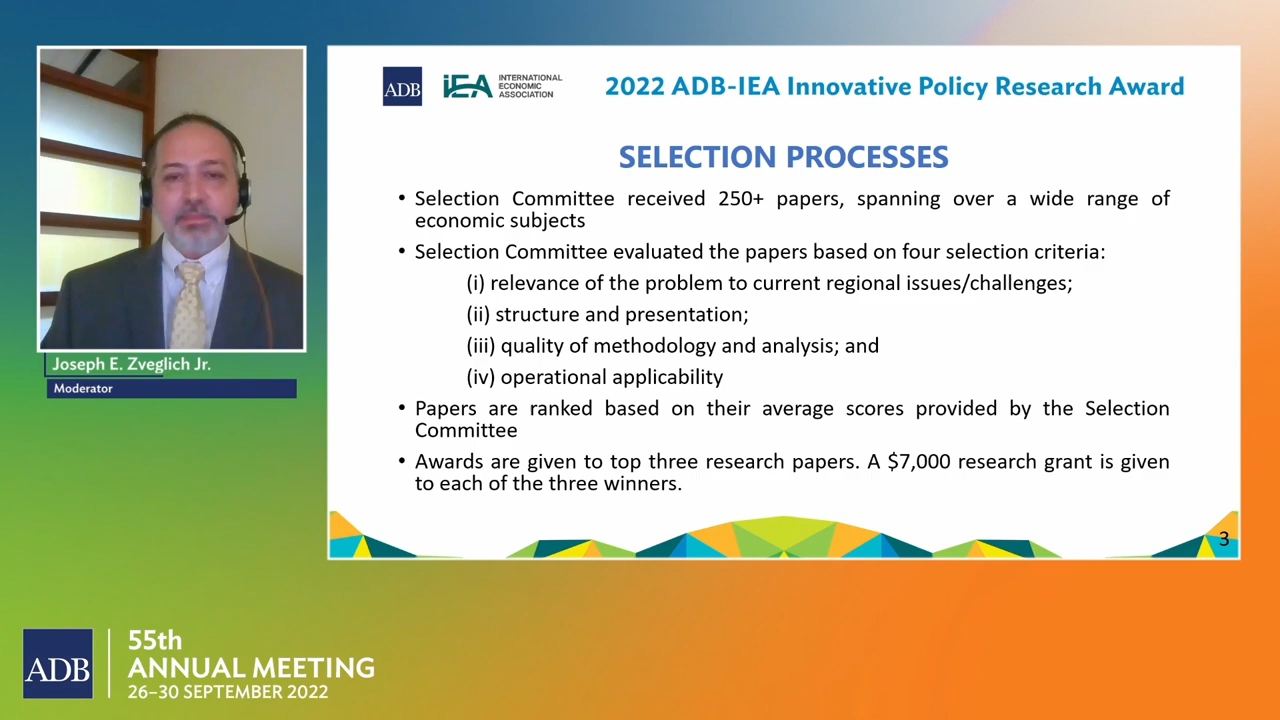 ADB
iEA
INTERNATIONAL
ECONOMIC
ASSOCIATION
2022 ADB-IEA Innovative Policy Research Award
SELECTION PROCESSES
• Selection Committee received 250+ papers, spanning over a wide range of
economic subjects
• Selection Committee evaluated the papers based on four selection criteria:
(i) relevance of the problem to current regional issues/challenges;
(ii) structure and presentation;
(iii) quality of methodology and analysis; and
(iv) operational applicability
• Papers are ranked based on their average scores provided by the Selection
Committee
• Awards are given to top three research papers. A $7,000 research grant is given
to each of the three winners.
3
Joseph E. Zveglich Jr.
Moderator
ADB
55th
ANNUAL MEETING
26–30 SEPTEMBER 2022